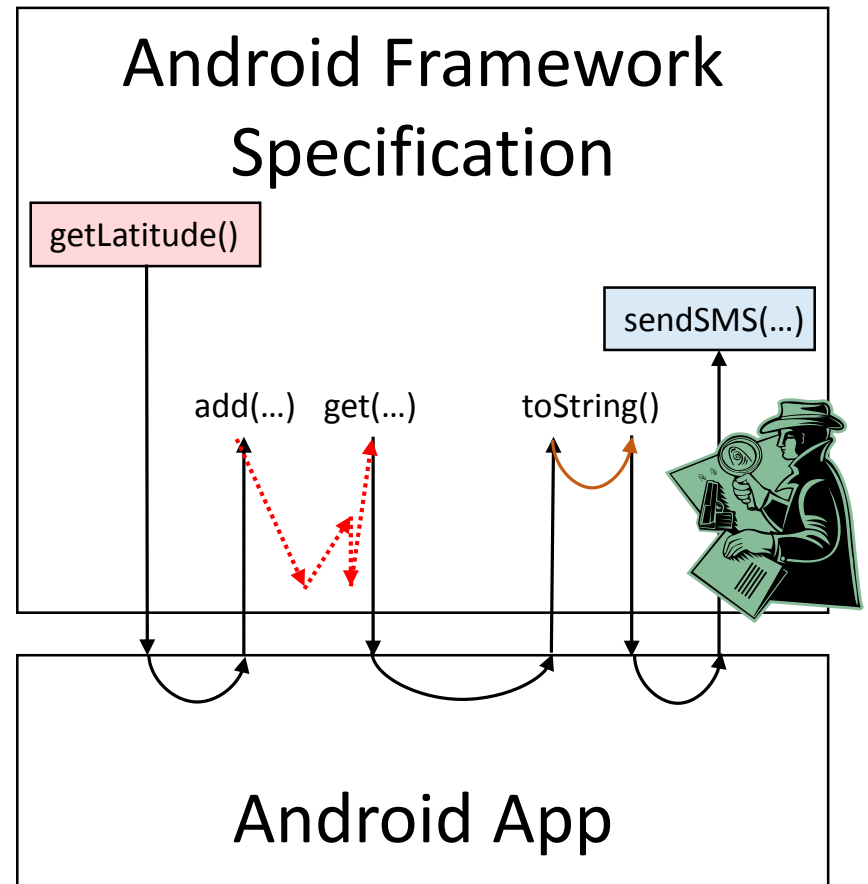 Android Framework
Specification
getLatitude()
sendSMS(…)
add(…) get(…) toString()
Android App